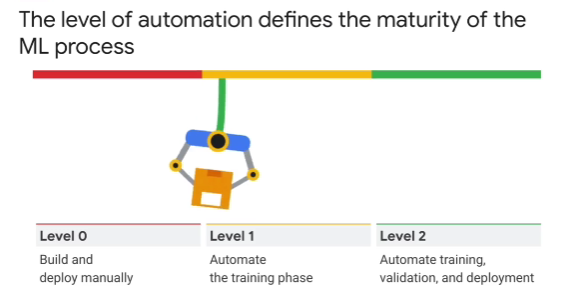 The level of automation defines the maturity of the
ML process
Level 0
Level 1
Level 2
Build and
deploy manually
Automate
the training phase
Automate training,
validation, and deployment